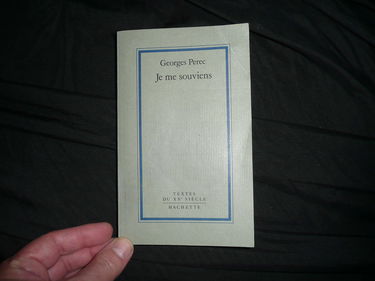 Georges Perec
Je me souviens
TEXTES
DU XXᵉ SIÈCLE
HACHETTE